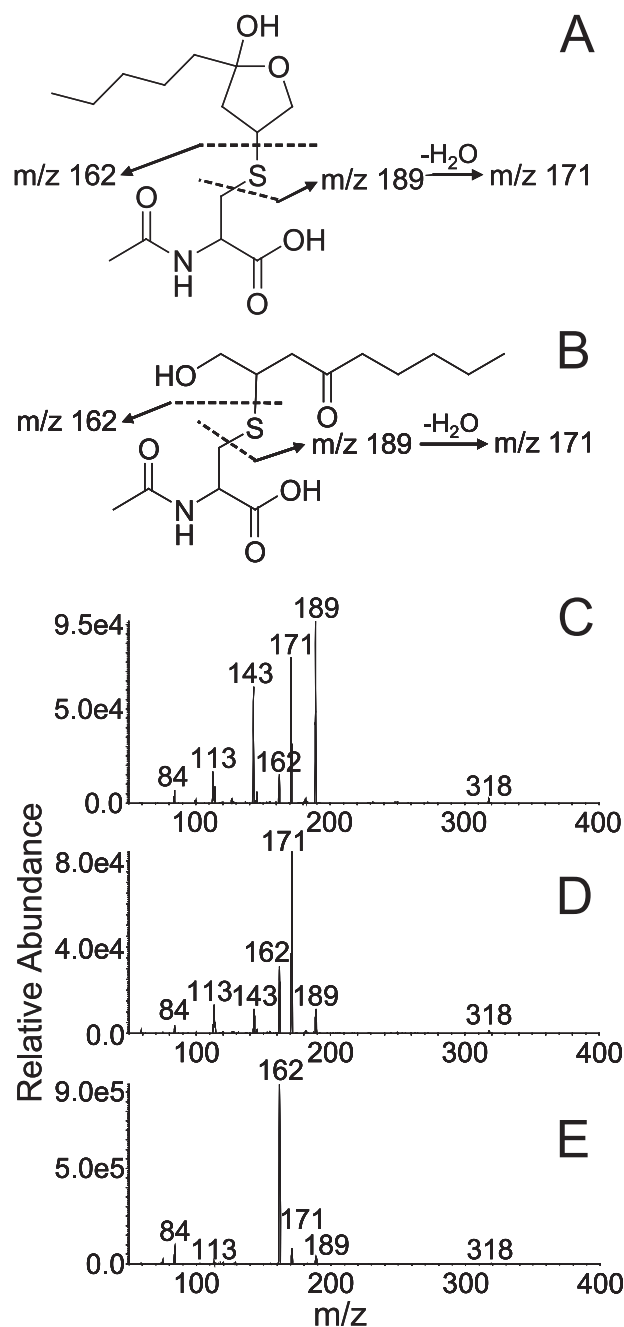 A
OH
O
m/z 162
S
m/z 189 -H2O m/z 171
O
OH
N
H
O
B
HO
O
m/z 162
S
m/z 189 -H2O m/z 171
O
OH
N
H
O
C
9.5e4
5.0e4
0.0
84
113
143
162
171
189
318
100 200 300 400
D
8.0e4
4.0e4
0.0
84
113
143
162
171
189
318
100 200 300 400
E
9.0e5
5.0e5
0.0
84
113
162
171
189
318
100 200 300 400
Relative Abundance
m/z